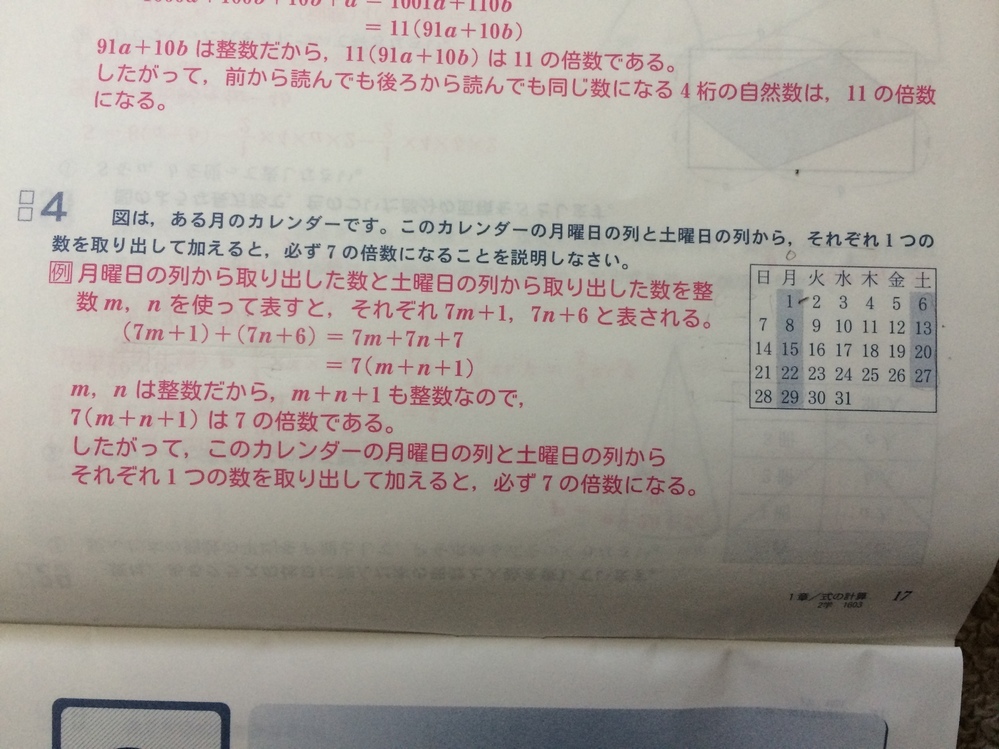 = 1001a+110b
= 11(91a+10b)
91a+10b は整数だから，11(91a+10b) は 11 の倍数である。
したがって，前から読んでも後ろから読んでも同じ数になる 4 桁の自然数は，11 の倍数
になる。
4 図は，ある月のカレンダーです。このカレンダーの月曜日の列と土曜日の列から，それぞれ 1 つの
数を取り出して加えると，必ず 7 の倍数になることを説明しなさい。
例 月曜日の列から取り出した数と土曜日の列から取り出した数を整
数 m，n を使って表すと，それぞれ 7m+1，7n+6 と表される。
(7m+1)+(7n+6) = 7m+7n+7
= 7(m+n+1)
m，n は整数だから，m+n+1 も整数なので，
7(m+n+1) は 7 の倍数である。
したがって，このカレンダーの月曜日の列と土曜日の列から
それぞれ 1 つの数を取り出して加えると，必ず 7 の倍数になる。
日 月 火 水 木 金 土
1 2 3 4 5 6
7 8 9 10 11 12 13
14 15 16 17 18 19 20
21 22 23 24 25 26 27
28 29 30 31
1章／式の計算 17
2学 1603